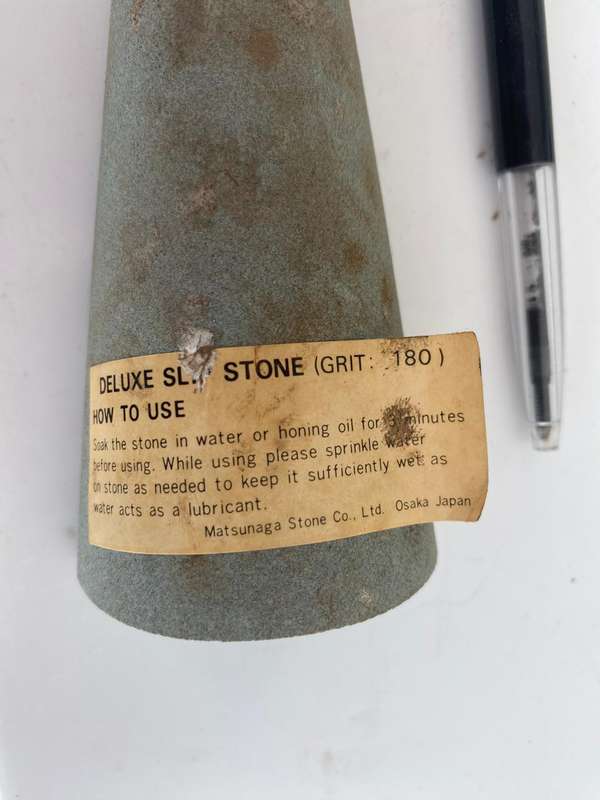 DELUXE STONE (GRIT: 180)
HOW TO USE
Soak the stone in water or honing oil for minutes
before using. While using please sprinkle water
on stone as needed to keep it sufficiently wet as
water acts as a lubricant.
Matsunaga Stone Co., Ltd. Osaka Japan